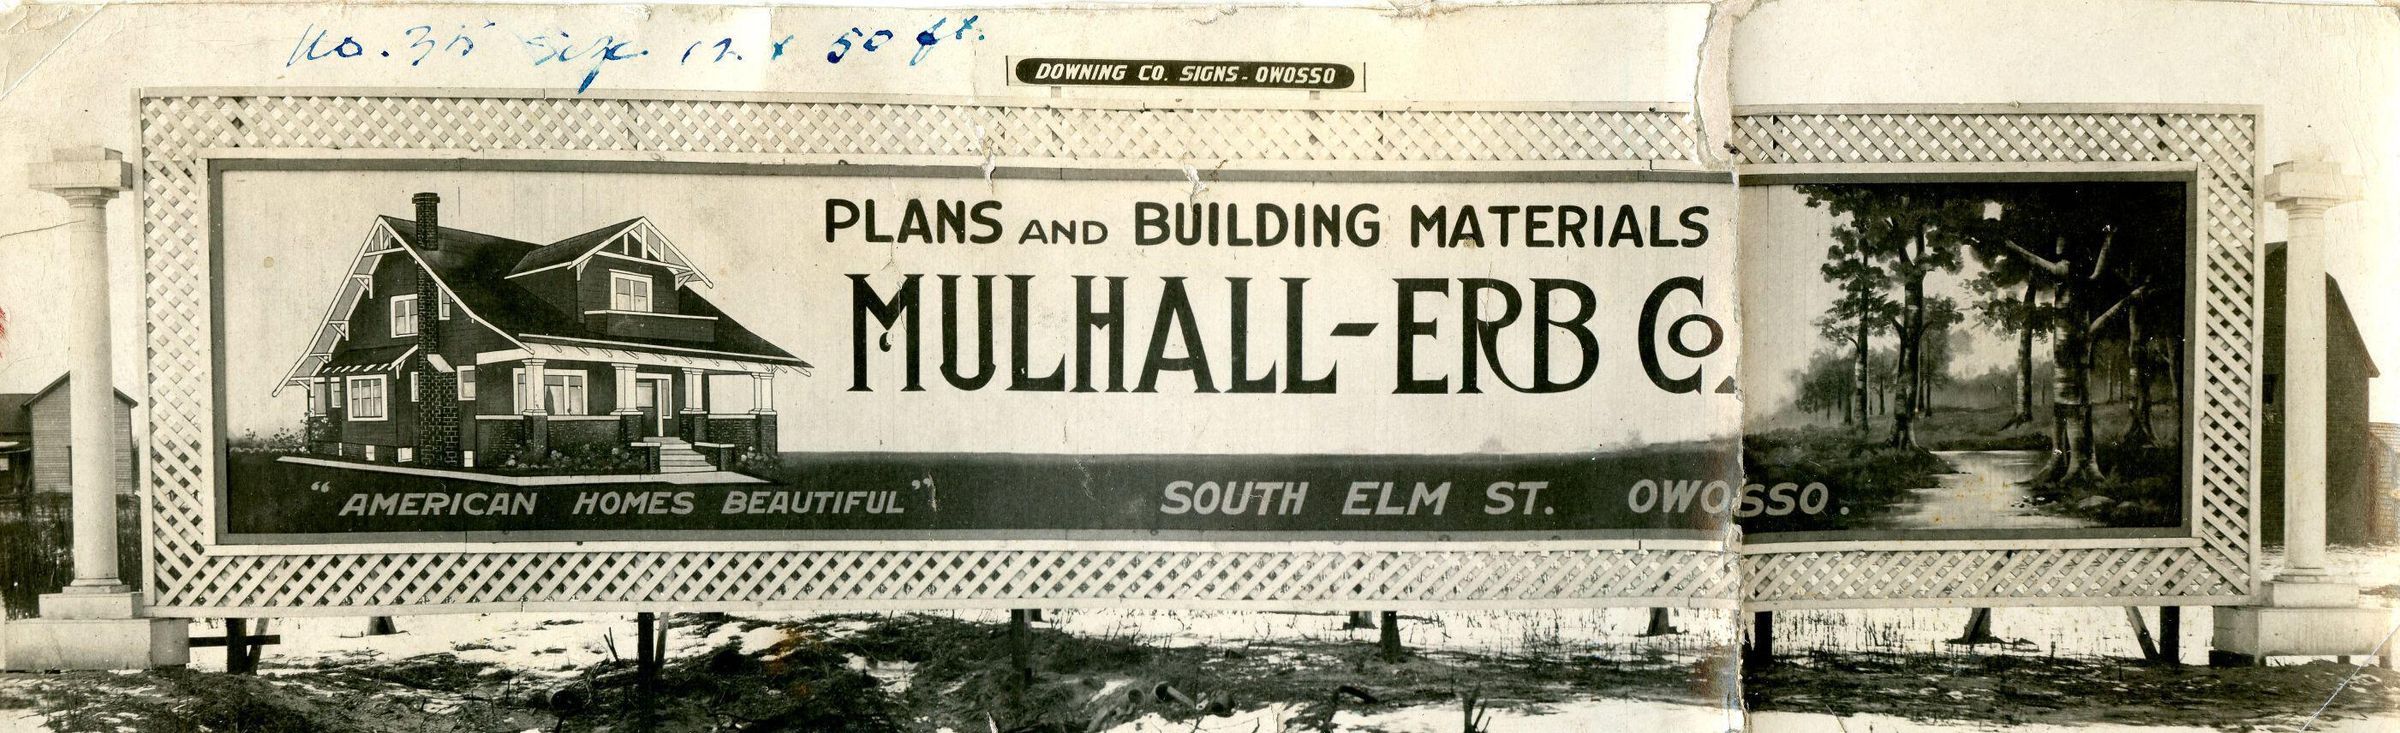 No. 35 Size 12 x 50 ft.
DOWNING CO. SIGNS - OWOSSO
PLANS AND BUILDING MATERIALS
MULHALL-ERB CO.
"AMERICAN HOMES BEAUTIFUL" SOUTH ELM ST. OWOSSO.